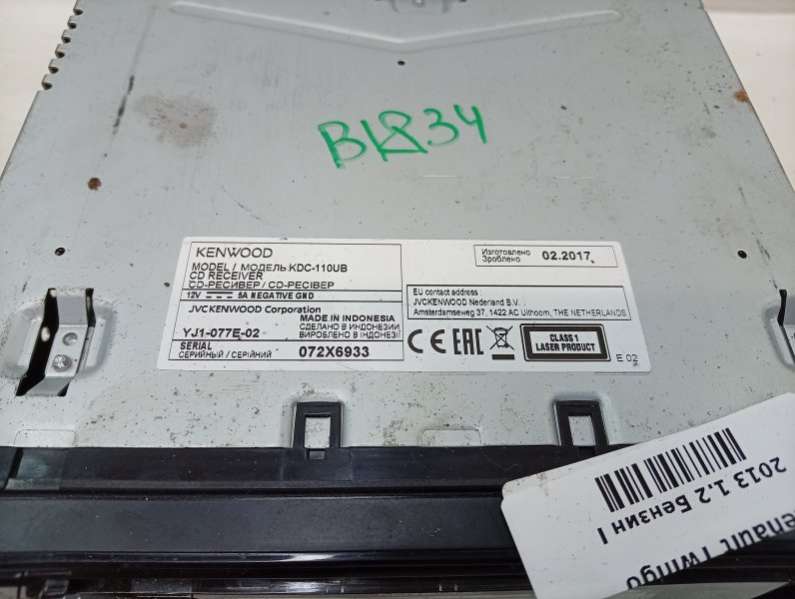 BK834
KENWOOD
MODEL / МОДЕЛЬ KDC-110UB
CD RECEIVER
CD-РЕСИВЕР / CD-РЕСІВЕР
12V 5A NEGATIVE GND
JVCKENWOOD Corporation
YJ1-077E-02
MADE IN INDONESIA
СДЕЛАНО В ИНДОНЕЗИИ
ВИРОБЛЕНО В ІНДОНЕЗІЇ
SERIAL
СЕРИЙНЫЙ / СЕРІЙНИЙ
072X6933
Изготовлено
Зроблено
02.2017
EU contact address :
JVCKENWOOD Nederland B.V.
Amsterdamseweg 37, 1422 AC Uithoorn, THE NETHERLANDS
CE EAC
CLASS 1
LASER PRODUCT
E 02
Twingo
2013 1.2 Бензин I